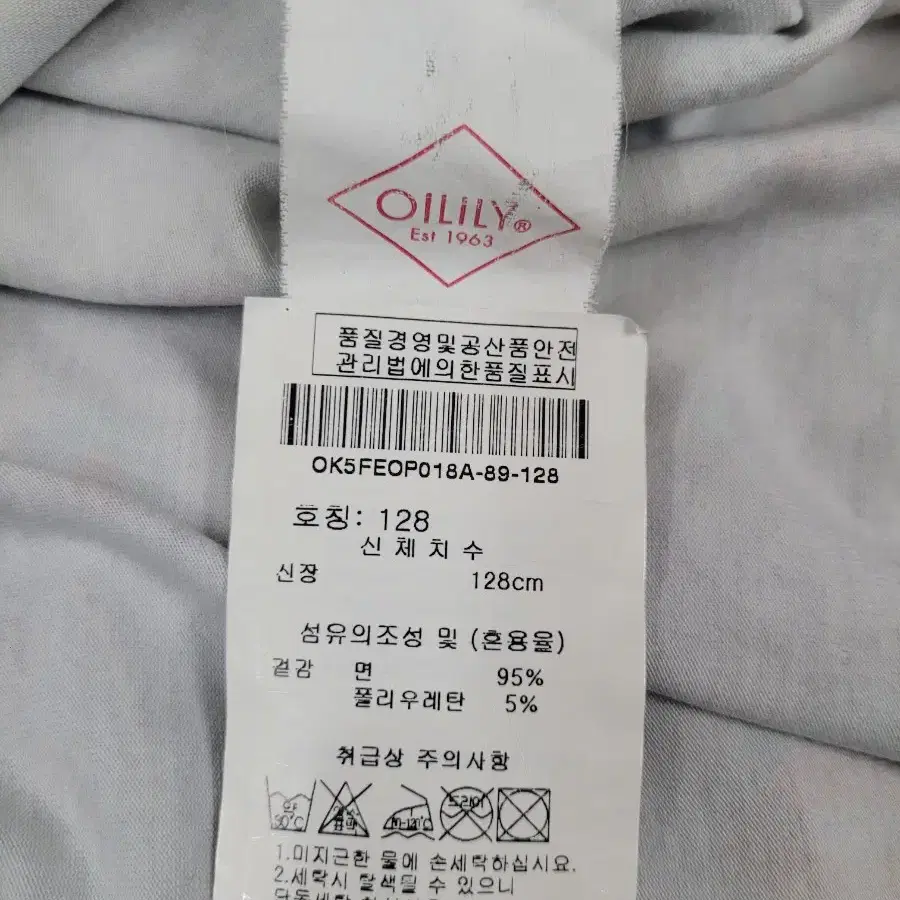 OILILY®
Est 1963
품질경영및공산품안전
관리법에의한품질표시
OK5FEOP018A-89-128
호칭: 128
신체치수
신장 128cm
섬유의조성 및 (혼용율)
겉감 면 95%
폴리우레탄 5%
취급상 주의사항
드라이
1.미지근한 물에 손세탁하십시요.
2.세탁시 탈색될 수 있으니